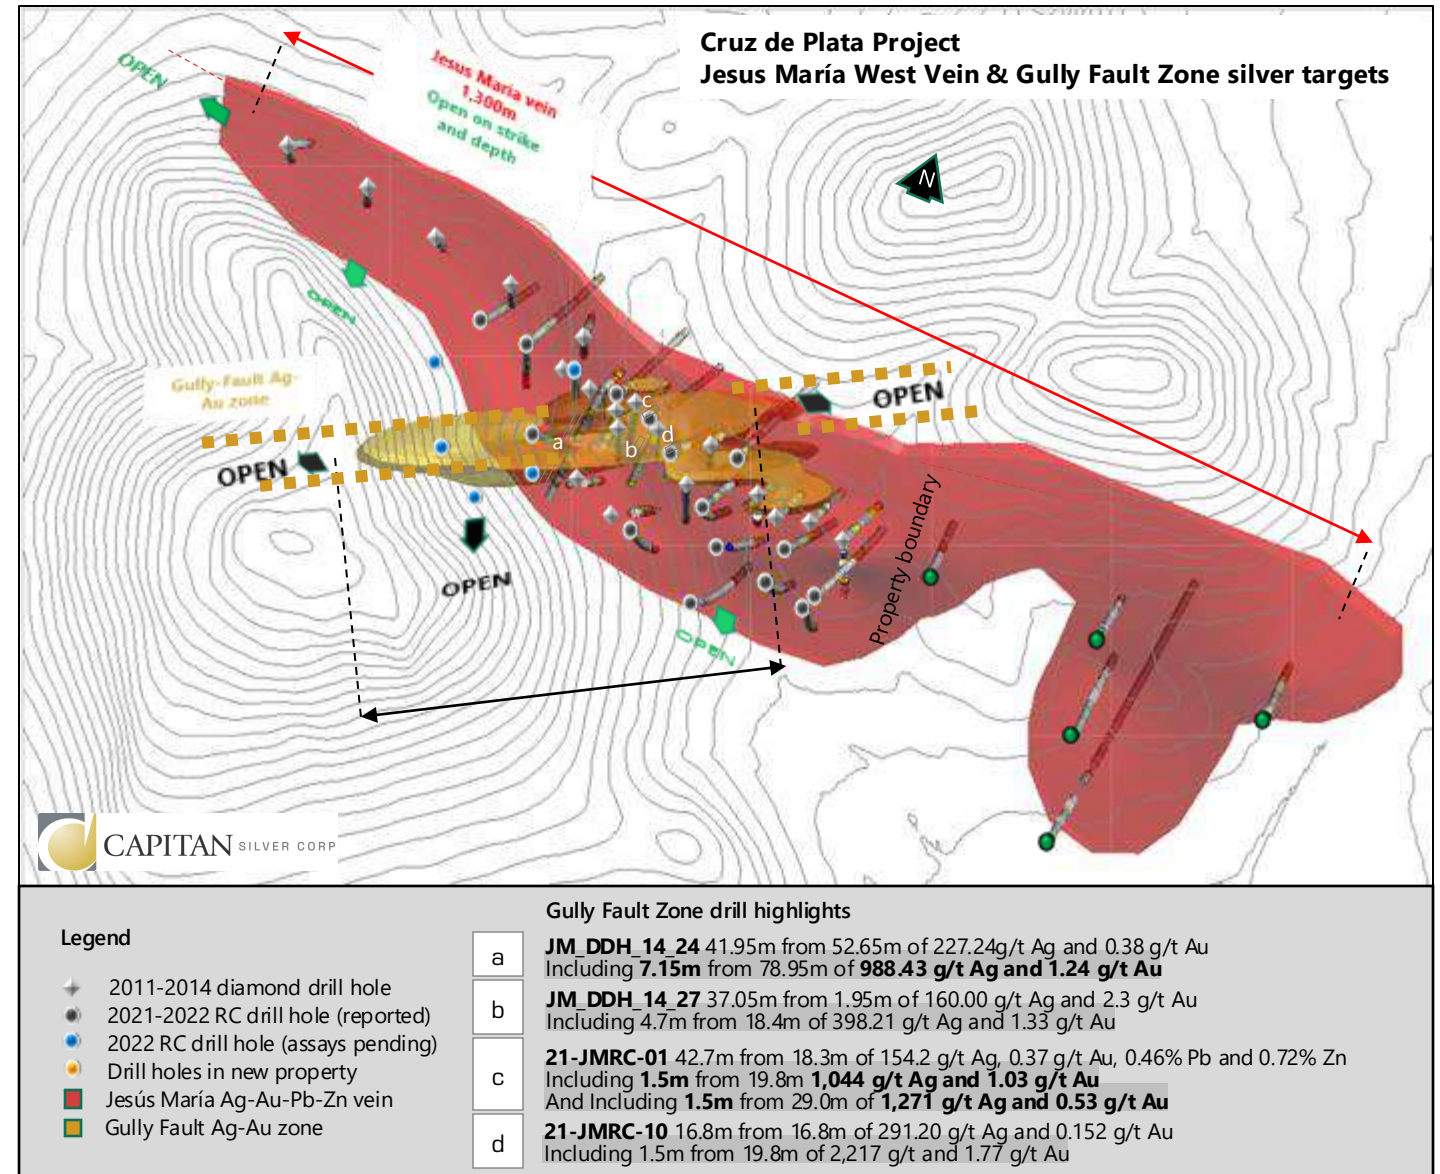 Cruz de Plata Project
Jesus María West Vein & Gully Fault Zone silver targets
OPEN
Jesus Maria vein
1,300m
Open on strike
and depth
N
OPEN
Gully-Fault Ag-
Au zone
OPEN
OPEN
c
a
b
d
OPEN
OPEN
Property boundary
CAPITAN SILVER CORP
Legend
2011-2014 diamond drill hole
2021-2022 RC drill hole (reported)
2022 RC drill hole (assays pending)
Drill holes in new property
Jesús María Ag-Au-Pb-Zn vein
Gully Fault Ag-Au zone
Gully Fault Zone drill highlights
a
JM_DDH_14_24 41.95m from 52.65m of 227.24g/t Ag and 0.38 g/t Au
Including 7.15m from 78.95m of 988.43 g/t Ag and 1.24 g/t Au
b
JM_DDH_14_27 37.05m from 1.95m of 160.00 g/t Ag and 2.3 g/t Au
Including 4.7m from 18.4m of 398.21 g/t Ag and 1.33 g/t Au
c
21-JMRC-01 42.7m from 18.3m of 154.2 g/t Ag, 0.37 g/t Au, 0.46% Pb and 0.72% Zn
Including 1.5m from 19.8m 1,044 g/t Ag and 1.03 g/t Au
And Including 1.5m from 29.0m of 1,271 g/t Ag and 0.53 g/t Au
d
21-JMRC-10 16.8m from 16.8m of 291.20 g/t Ag and 0.152 g/t Au
Including 1.5m from 19.8m of 2,217 g/t and 1.77 g/t Au